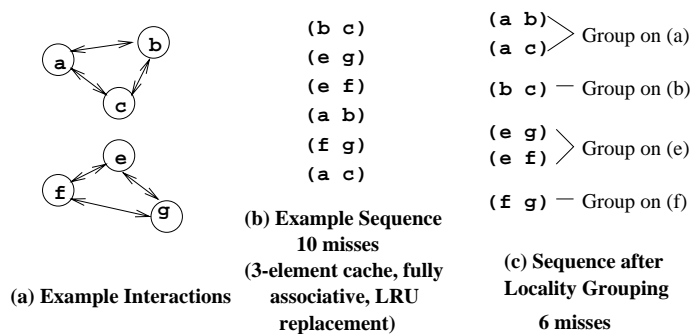 a
b
c
e
f
g
(a) Example Interactions
(b c)
(e g)
(e f)
(a b)
(f g)
(a c)
(b) Example Sequence
10 misses
(3-element cache, fully
associative, LRU
replacement)
(a b)
(a c)
Group on (a)
(b c)
Group on (b)
(e g)
(e f)
Group on (e)
(f g)
Group on (f)
(c) Sequence after
Locality Grouping
6 misses